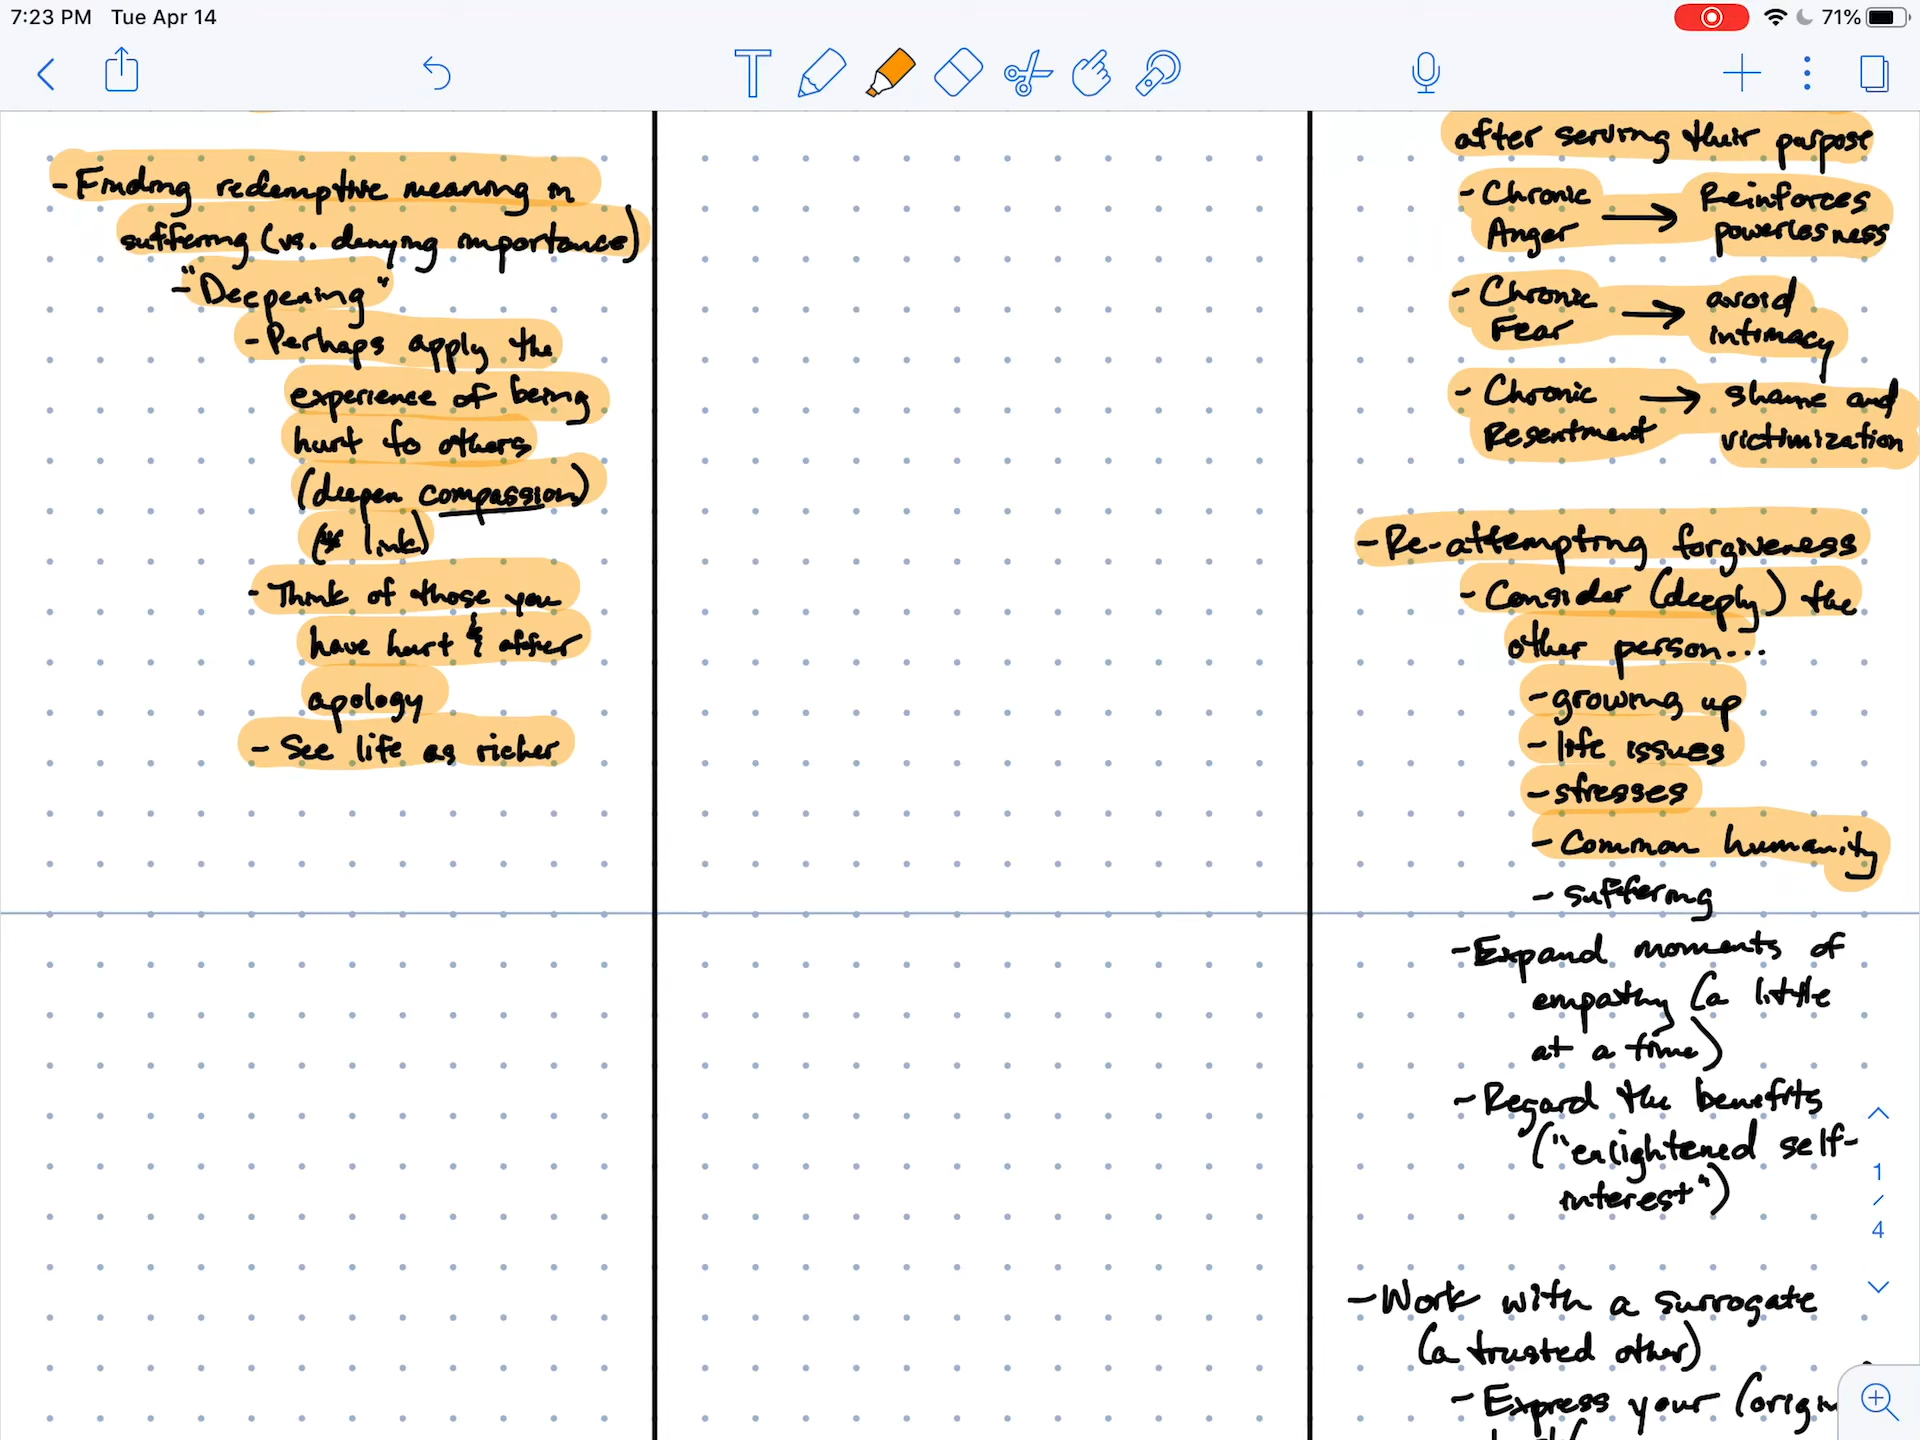 7:23 PM Tue Apr 14
71%
- Finding redemptive meaning in
suffering (vs. denying importance)
- "Deepening"
- Perhaps apply the
experience of being
hurt to others
(deepen compassion)
(* link)
- Think of those you
have hurt & offer
apology
- See life as richer
after serving their purpose
- Chronic Anger → Reinforces powerlesness
- Chronic Fear → avoid intimacy
- Chronic Resentment → shame and victimization
- Re-attempting forgiveness
- Consider (deeply) the
other person...
- growing up
- life issues
- stresses
- Common humanity
- suffering
- Expand moments of
empathy (a little
at a time)
- Regard the benefits
("enlightened self-
interest")
- Work with a surrogate
(a trusted other)
- Express your (origin
1
/
4